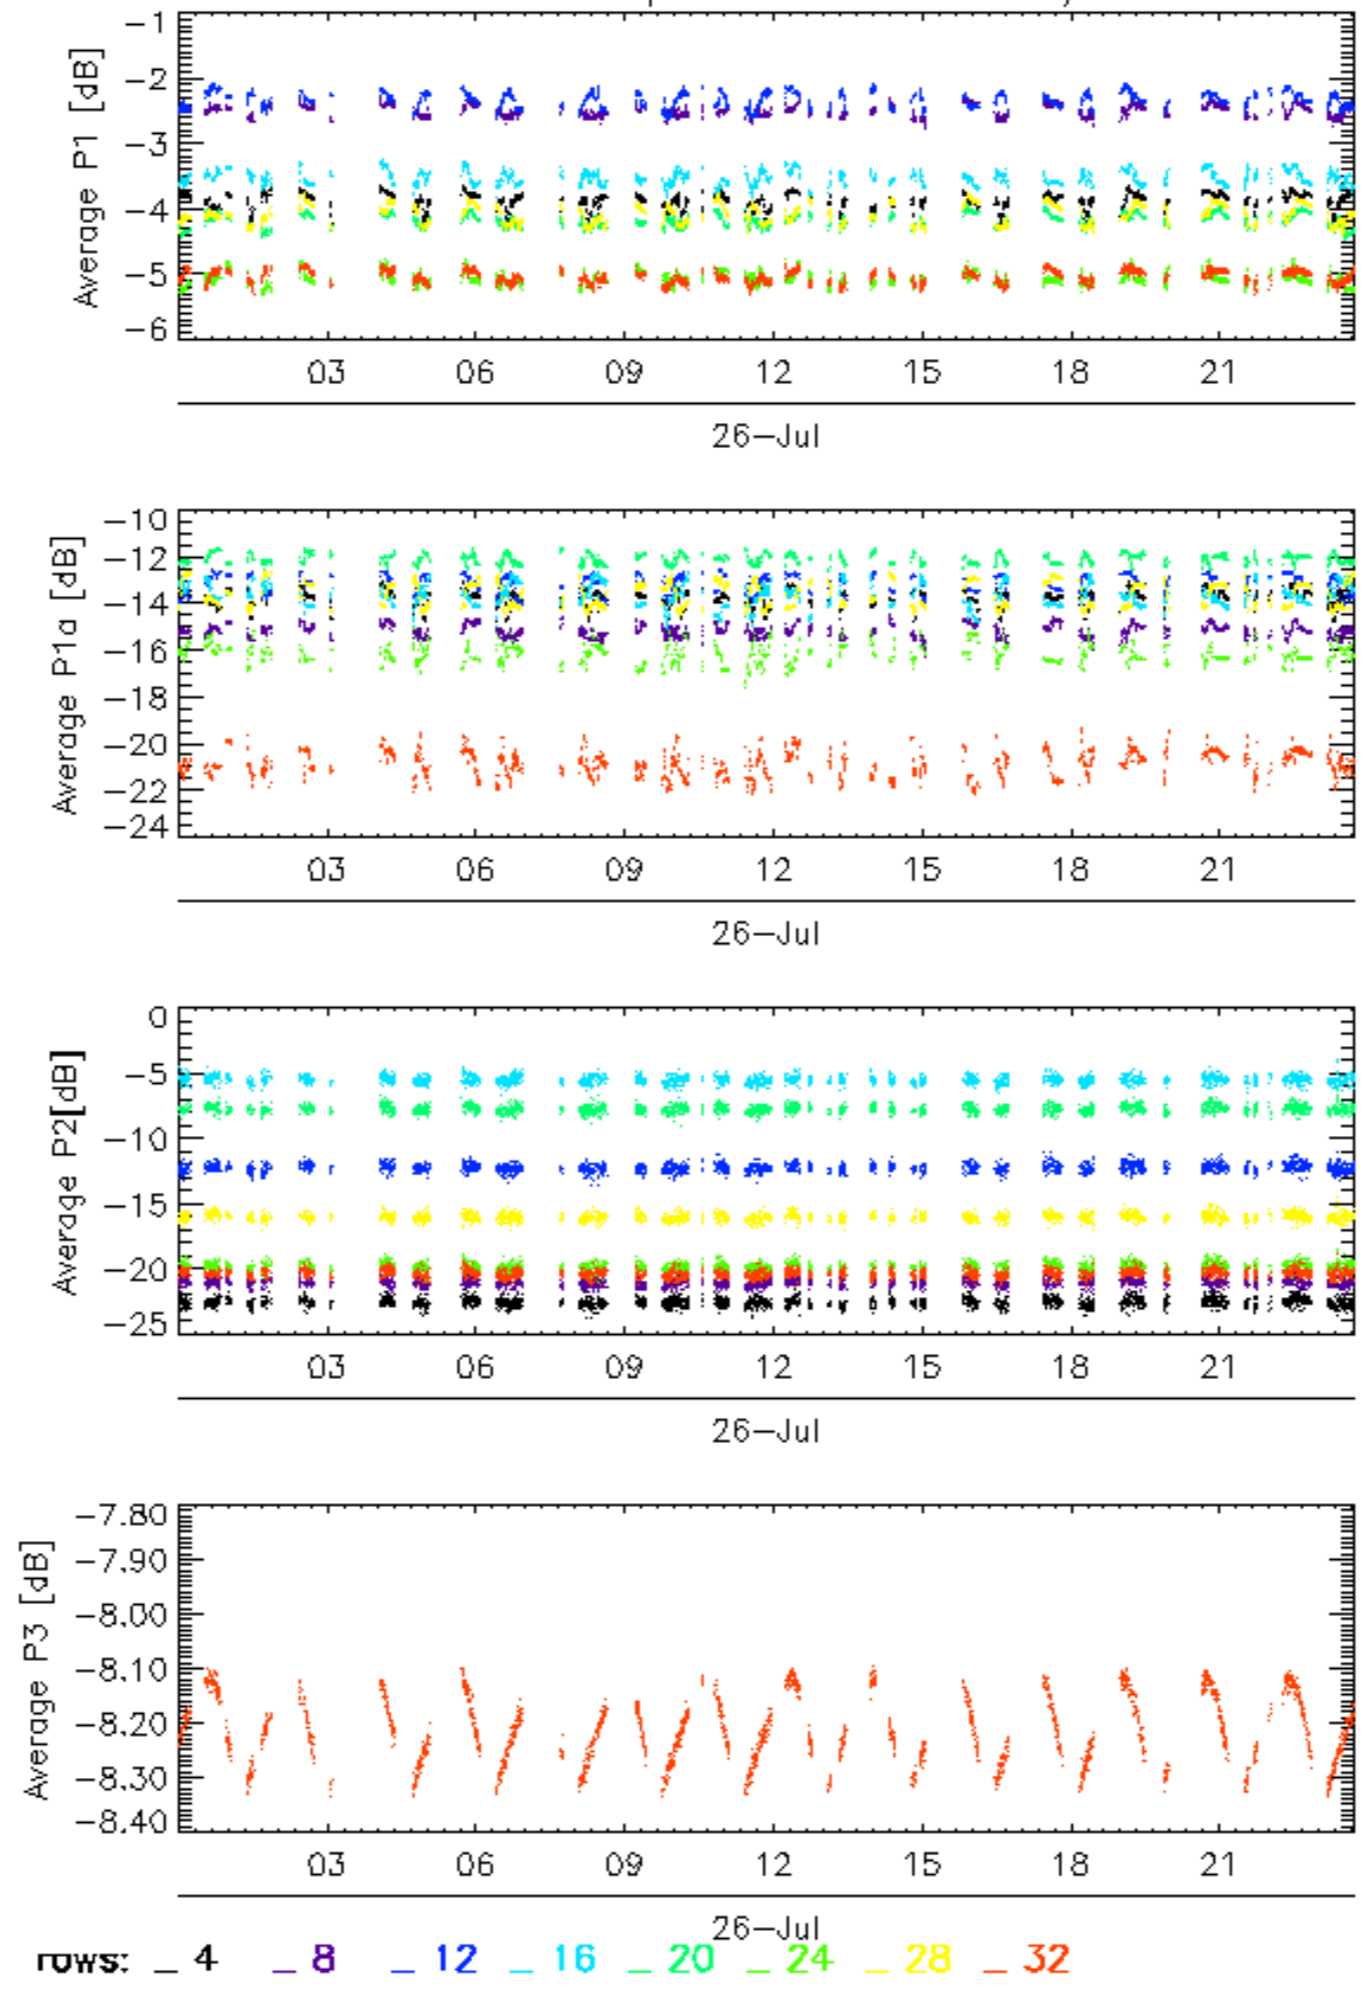 Average P1 [dB]
-1
-2
-3
-4
-5
-6
03 06 09 12 15 18 21
26-Jul
Average P1a [dB]
-10
-12
-14
-16
-18
-20
-22
-24
03 06 09 12 15 18 21
26-Jul
Average P2[dB]
0
-5
-10
-15
-20
-25
03 06 09 12 15 18 21
26-Jul
Average P3 [dB]
-7.80
-7.90
-8.00
-8.10
-8.20
-8.30
-8.40
03 06 09 12 15 18 21
26-Jul
rows: _ 4 _ 8 _ 12 _ 16 _ 20 _ 24 _ 28 _ 32